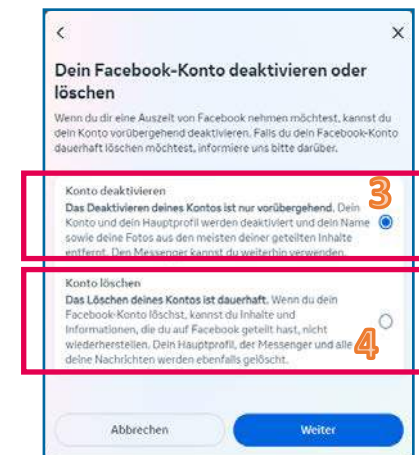 Dein Facebook-Konto deaktivieren oder
löschen
Wenn du dir eine Auszeit von Facebook nehmen möchtest, kannst du
dein Konto vorübergehend deaktivieren. Falls du dein Facebook-Konto
dauerhaft löschen möchtest, informiere uns bitte darüber.
Konto deaktivieren
Das Deaktivieren deines Kontos ist nur vorübergehend. Dein
Konto und dein Hauptprofil werden deaktiviert und dein Name
sowie deine Fotos aus den meisten deiner geteilten Inhalte
entfernt. Den Messenger kannst du weiterhin verwenden.
3
Konto löschen
Das Löschen deines Kontos ist dauerhaft. Wenn du dein
Facebook-Konto löschst, kannst du Inhalte und
Informationen, die du auf Facebook geteilt hast, nicht
wiederherstellen. Dein Hauptprofil, der Messenger und alle
deine Nachrichten werden ebenfalls gelöscht.
4
Abbrechen Weiter